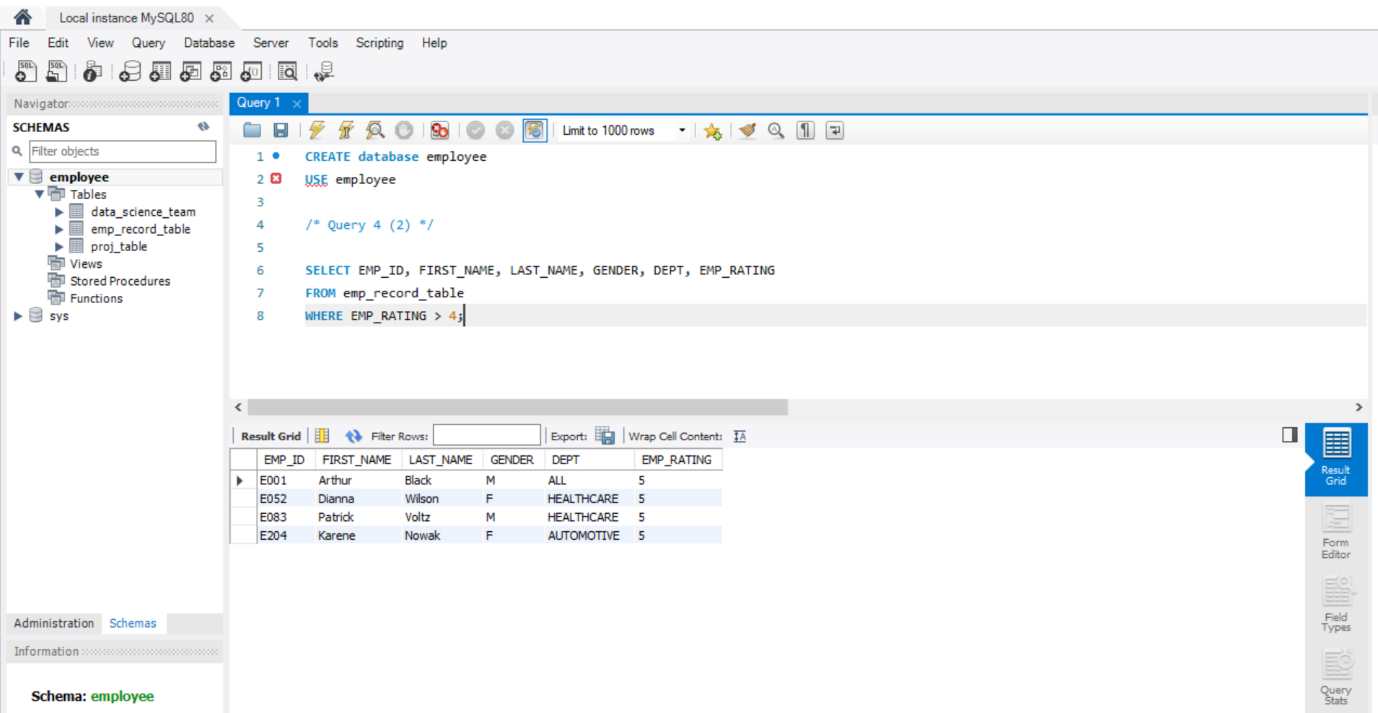 Local instance MySQL80
File Edit View Query Database Server Tools Scripting Help
Navigator
SCHEMAS
Filter objects
employee
Tables
data_science_team
emp_record_table
proj_table
Views
Stored Procedures
Functions
sys
Administration Schemas
Information
Schema: employee
Query 1
Limit to 1000 rows
1 CREATE database employee
2 USE employee
3
4 /* Query 4 (2) */
5
6 SELECT EMP_ID, FIRST_NAME, LAST_NAME, GENDER, DEPT, EMP_RATING
7 FROM emp_record_table
8 WHERE EMP_RATING > 4;
Result Grid Filter Rows: Export: Wrap Cell Content:
EMP_ID FIRST_NAME LAST_NAME GENDER DEPT EMP_RATING
E001 Arthur Black M ALL 5
E052 Dianna Wilson F HEALTHCARE 5
E083 Patrick Voltz M HEALTHCARE 5
E204 Karene Nowak F AUTOMOTIVE 5
Result
Grid
Form
Editor
Field
Types
Query
Stats